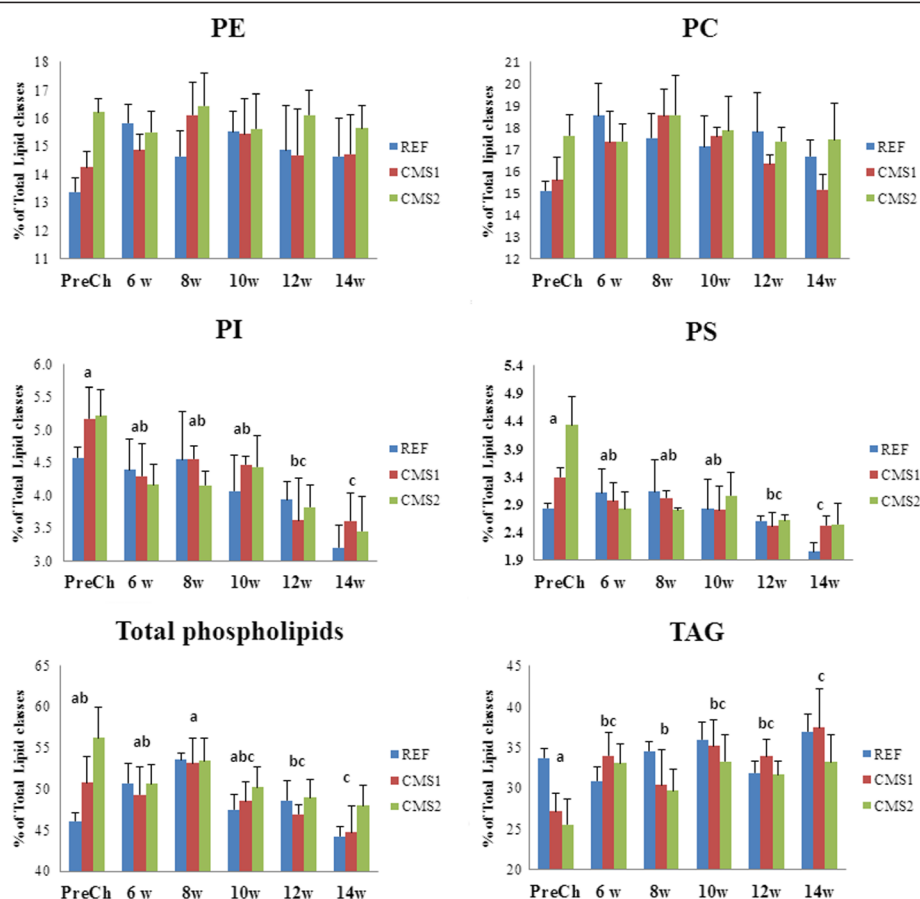 PE
% of Total Lipid classes
18
17
16
15
14
13
12
11
PreCh 6 w 8w 10w 12w 14w
REF
CMS1
CMS2
PC
% of Total lipid classes
21
20
19
18
17
16
15
14
13
12
PreCh 6 w 8w 10w 12w 14w
REF
CMS1
CMS2
PI
% of Total Lipid classes
6.0
5.5
5.0
4.5
4.0
3.5
3.0
a ab ab ab bc c
PreCh 6 w 8w 10w 12w 14w
REF
CMS1
CMS2
PS
% of Total Lipid classes
5.4
4.9
4.4
3.9
3.4
2.9
2.4
1.9
a ab ab ab bc c
PreCh 6 w 8w 10w 12w 14w
REF
CMS1
CMS2
Total phospholipids
% of Total Lipid classes
65
60
55
50
45
40
ab ab a abc bc c
PreCh 6 w 8w 10w 12w 14w
REF
CMS1
CMS2
TAG
% of Total Lipid classes
45
40
35
30
25
20
a bc b bc bc c
PreCh 6 w 8w 10w 12w 14w
REF
CMS1
CMS2